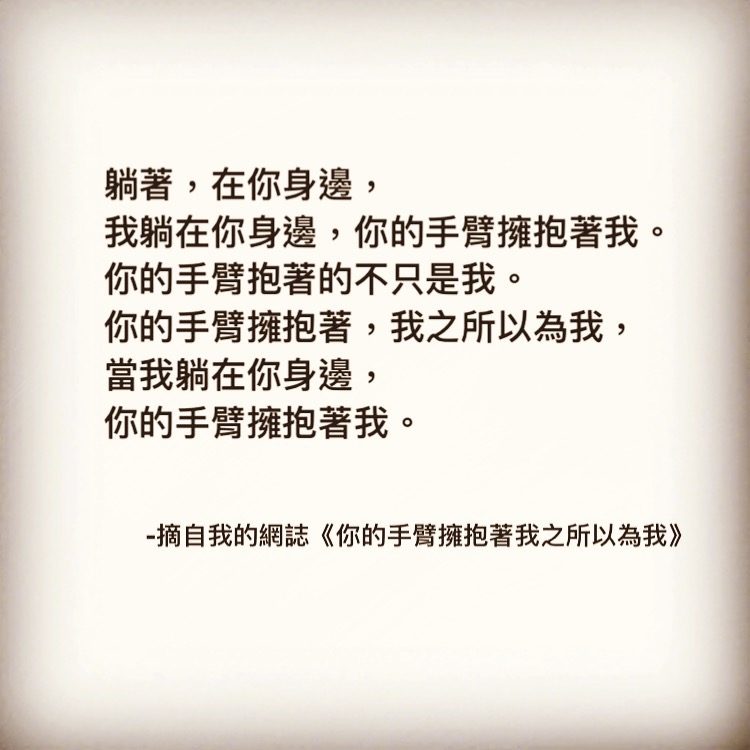 躺著，在你身邊，
我躺在你身邊，你的手臂擁抱著我。
你的手臂抱著的不只是我。
你的手臂擁抱著，我之所以為我，
當我躺在你身邊，
你的手臂擁抱著我。
-摘自我的網誌《你的手臂擁抱著我之所以為我》